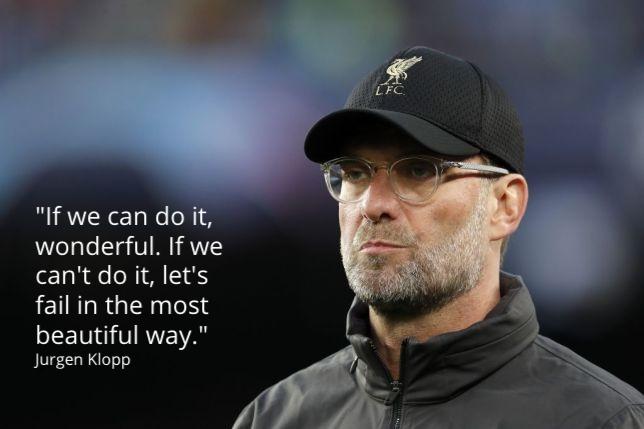 L.F.C.
"If we can do it,
wonderful. If we
can't do it, let's
fail in the most
beautiful way."
Jurgen Klopp